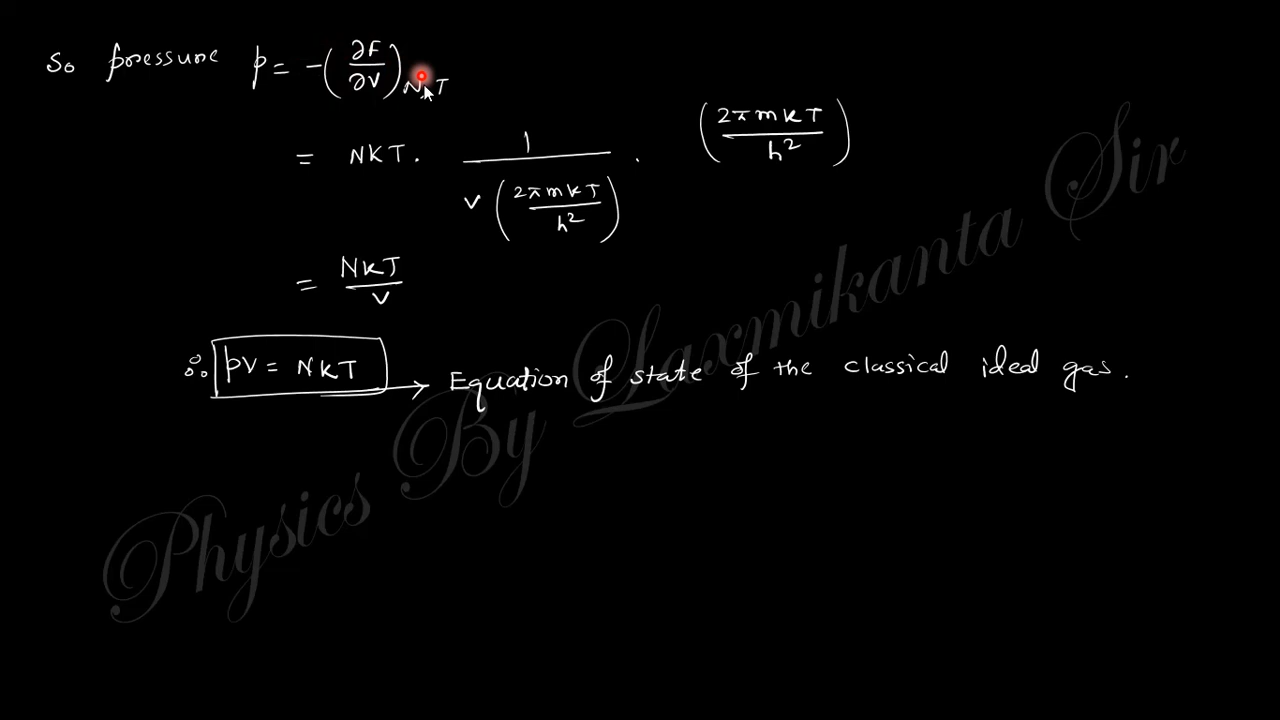 So pressure p = -(∂F/∂V)N,T
= NKT · 1/(V (2πmKT/h²)) · (2πmKT/h²)
= NKT/V
∴ pV = NKT → Equation of state of the classical ideal gas.
Physics By Laxmikanta Sir